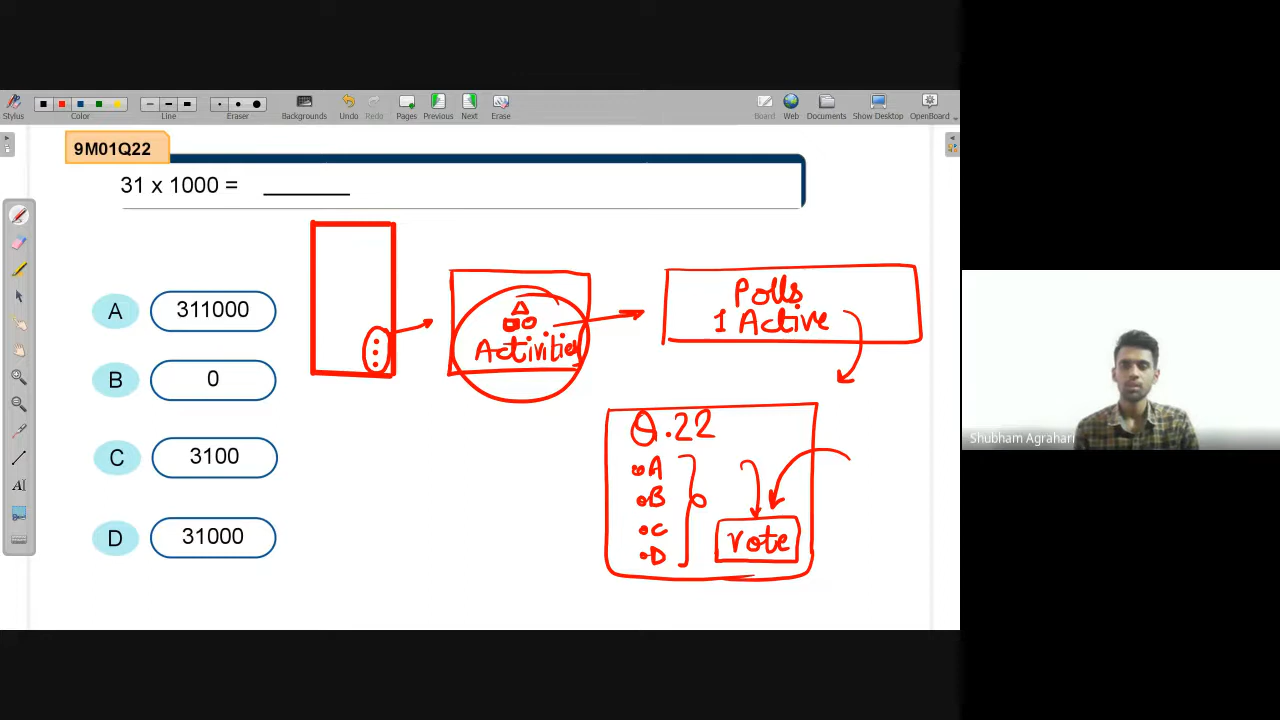 Stylus
Color
Line
Eraser
Backgrounds
Undo
Redo
Pages
Previous
Next
Erase
Board
Web
Documents
Show Desktop
OpenBoard
9M01Q22
31 x 1000 = _______
A 311000
B 0
C 3100
D 31000
Activities
Polls
1 Active
Q.22
A
B
C
D
vote
Shubham Agrahari